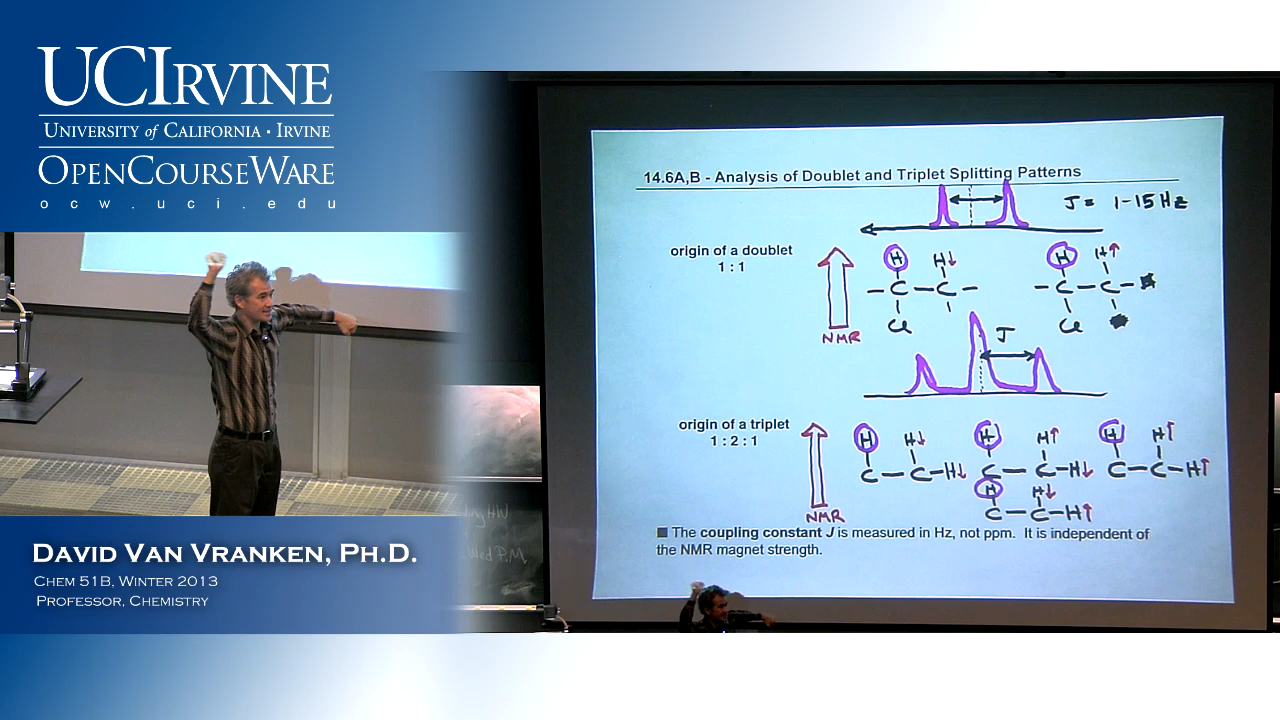 UCIRVINE
UNIVERSITY of CALIFORNIA · IRVINE
OPENCOURSEWARE
ocw.uci.edu
DAVID VAN VRANKEN, PH.D.
CHEM 51B, WINTER 2013
PROFESSOR, CHEMISTRY
14.6A,B - Analysis of Doublet and Triplet Splitting Patterns
J = 1-15 Hz
origin of a doublet
1 : 1
NMR
H H↓
- C - C -
Cl
H H↑
- C - C -
Cl
J
origin of a triplet
1 : 2 : 1
NMR
H H↓
C - C - H↓
H H↑
C - C - H↓
H H↓
C - C - H↑
H H↑
C - C - H↑
■ The coupling constant J is measured in Hz, not ppm. It is independent of
the NMR magnet strength.